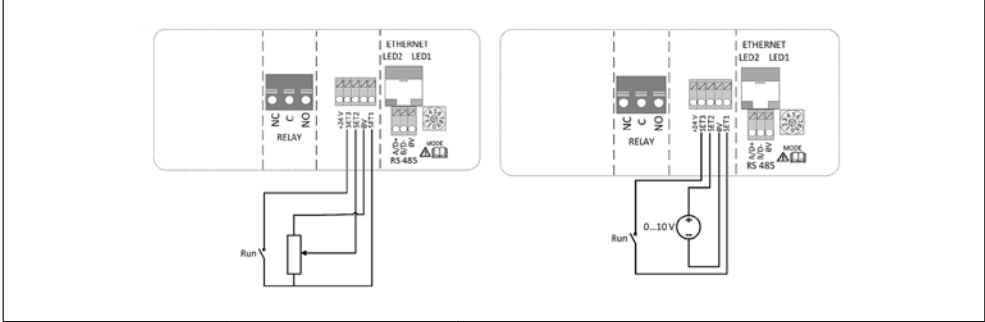 ETHERNET
LED2 LED1
NC
C
NO
RELAY
+24 V
SET3
SET2
0V
SET1
A/D+
B/D-
0V
RS 485
MODE
Run
ETHERNET
LED2 LED1
NC
C
NO
RELAY
+24 V
SET3
SET2
0V
SET1
A/D+
B/D-
0V
RS 485
MODE
0...10 V
Run